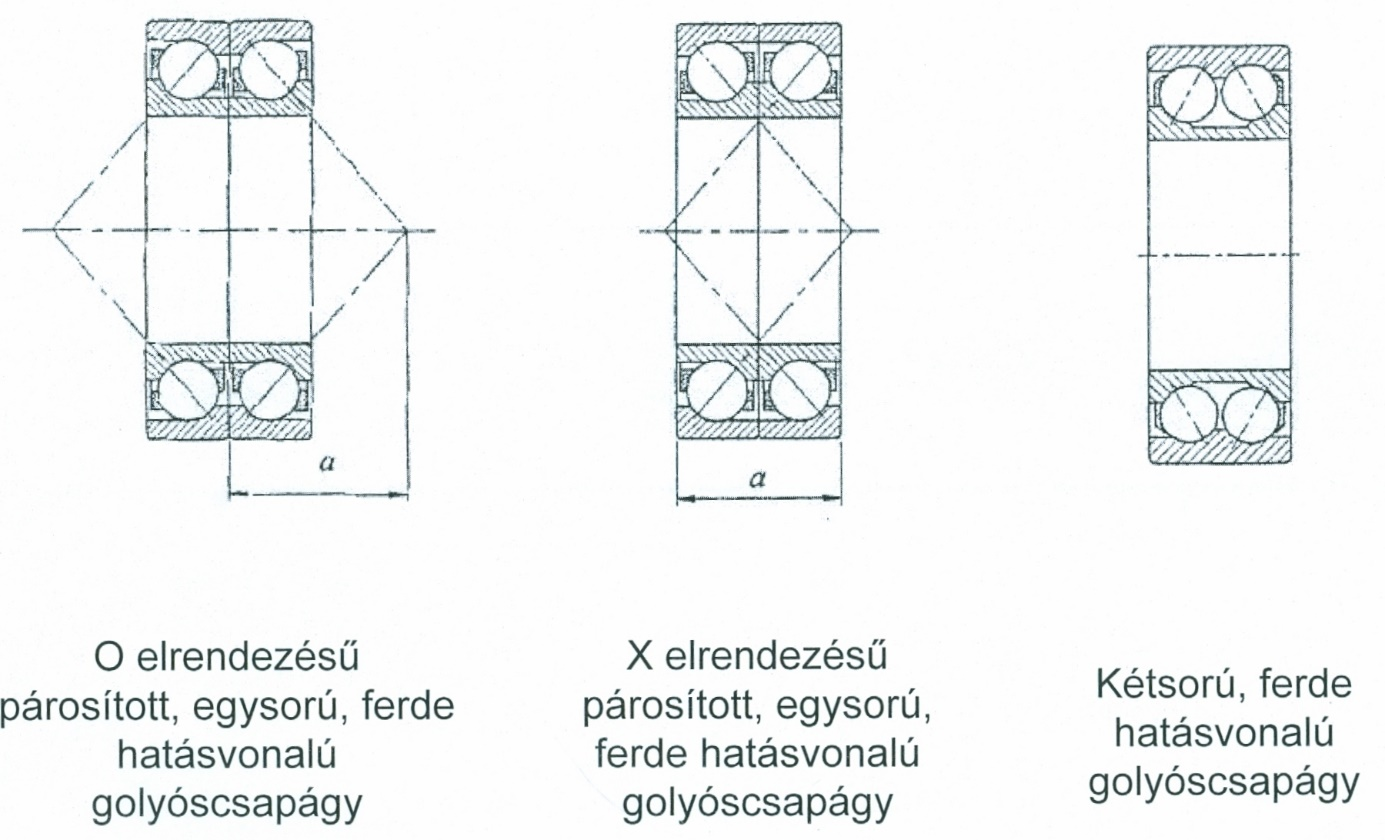 a
a
O elrendezésű
párosított, egysorú, ferde
hatásvonalú
golyóscsapágy
X elrendezésű
párosított, egysorú,
ferde hatásvonalú
golyóscsapágy
Kétsorú, ferde
hatásvonalú
golyóscsapágy